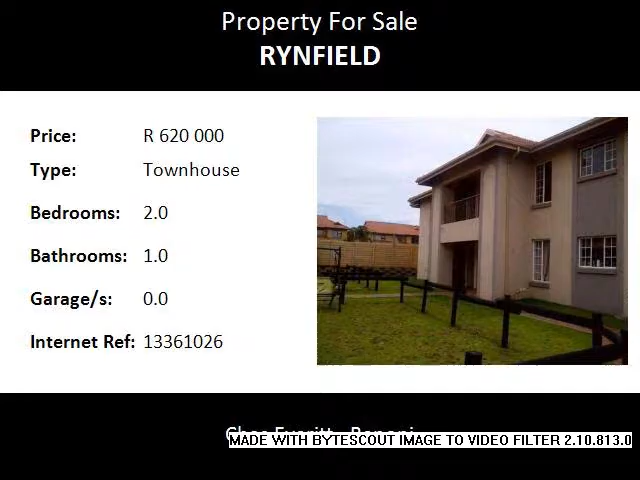 Property For Sale
RYNFIELD
Price: R 620 000
Type: Townhouse
Bedrooms: 2.0
Bathrooms: 1.0
Garage/s: 0.0
Internet Ref: 13361026
MADE WITH BYTESCOUT IMAGE TO VIDEO FILTER 2.10.813.0